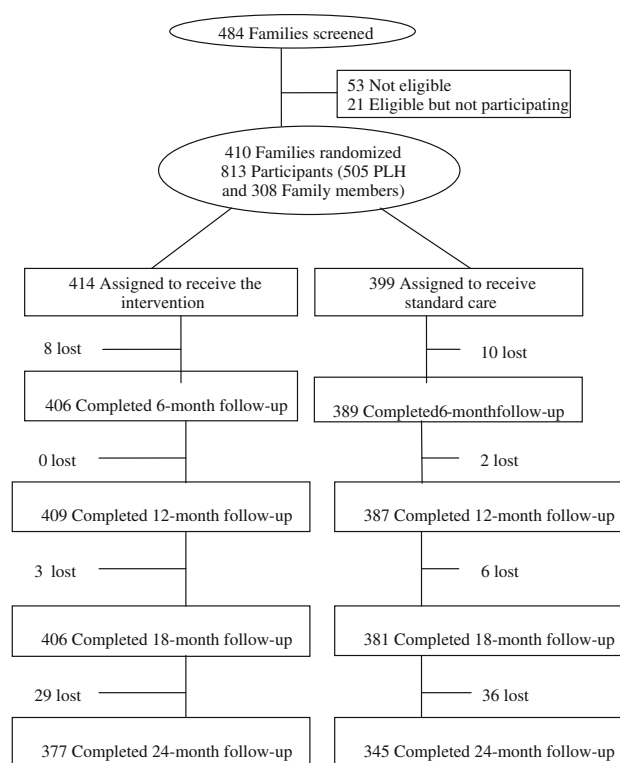 484 Families screened
53 Not eligible
21 Eligible but not participating
410 Families randomized
813 Participants (505 PLH
and 308 Family members)
414 Assigned to receive the
intervention
399 Assigned to receive
standard care
8 lost
10 lost
406 Completed 6-month follow-up
389 Completed6-monthfollow-up
0 lost
2 lost
409 Completed 12-month follow-up
387 Completed 12-month follow-up
3 lost
6 lost
406 Completed 18-month follow-up
381 Completed 18-month follow-up
29 lost
36 lost
377 Completed 24-month follow-up
345 Completed 24-month follow-up